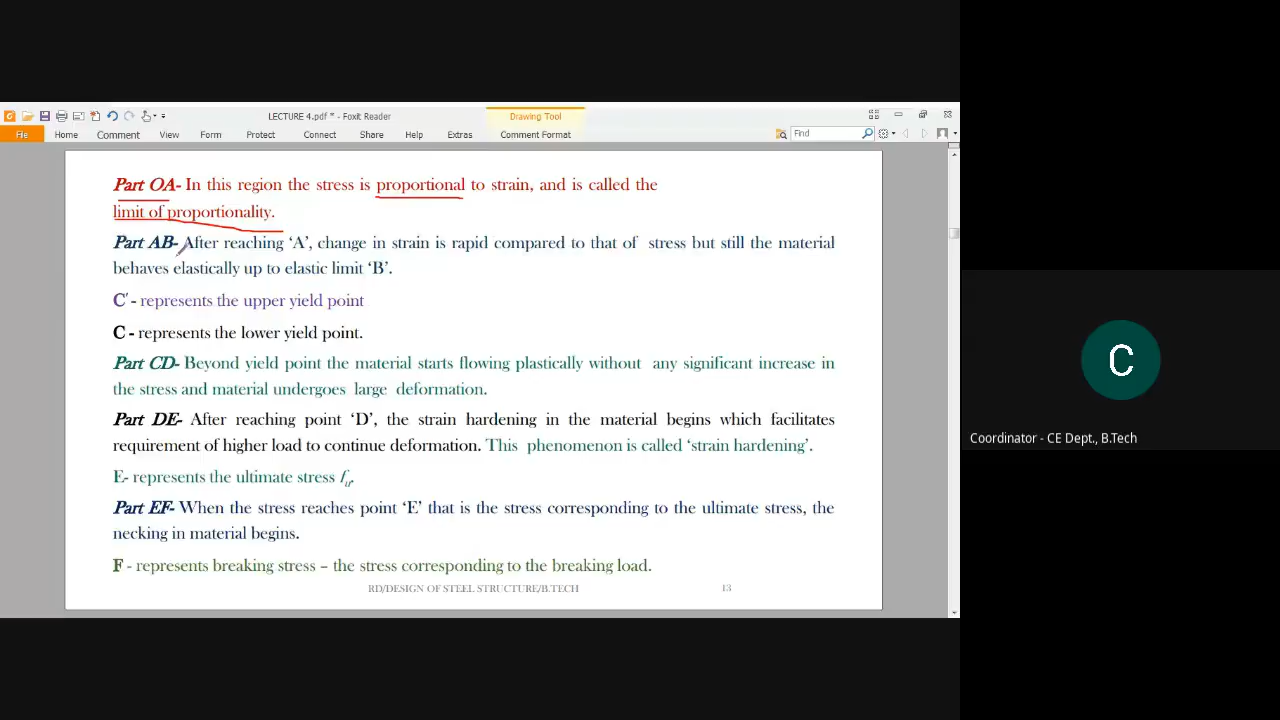 LECTURE 4.pdf * - Foxit Reader
Drawing Tool
File Home Comment View Form Protect Connect Share Help Extras Comment Format Find
Part OA- In this region the stress is proportional to strain, and is called the
limit of proportionality.
Part AB- After reaching ‘A’, change in strain is rapid compared to that of stress but still the material
behaves elastically up to elastic limit ‘B’.
C′ - represents the upper yield point
C - represents the lower yield point.
Part CD- Beyond yield point the material starts flowing plastically without any significant increase in
the stress and material undergoes large deformation.
Part DE- After reaching point ‘D’, the strain hardening in the material begins which facilitates
requirement of higher load to continue deformation. This phenomenon is called ‘strain hardening’.
E- represents the ultimate stress fu.
Part EF- When the stress reaches point ‘E’ that is the stress corresponding to the ultimate stress, the
necking in material begins.
F - represents breaking stress – the stress corresponding to the breaking load.
RD/DESIGN OF STEEL STRUCTURE/B.TECH 13
C
Coordinator - CE Dept., B.Tech